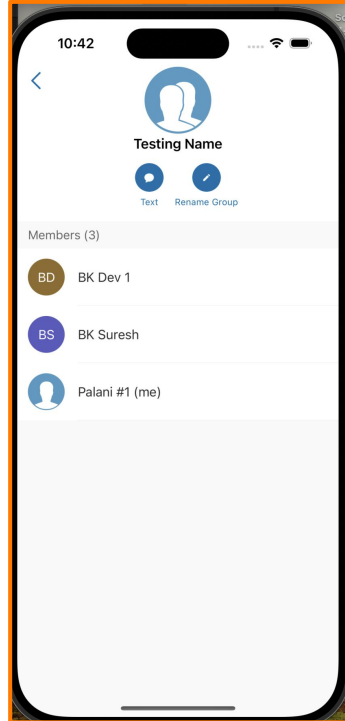 10:42
Testing Name
Text Rename Group
Members (3)
BD BK Dev 1
BS BK Suresh
Palani #1 (me)